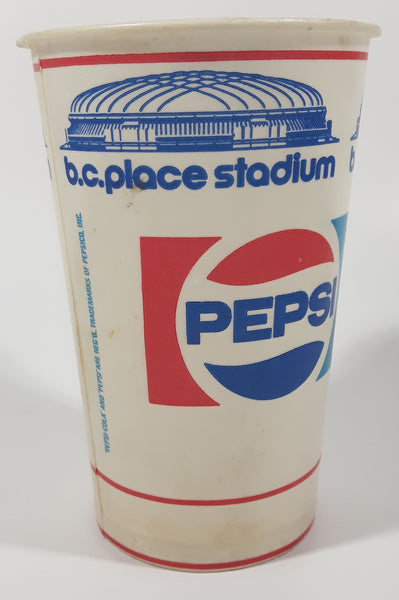 b.c.place stadium
b
PEPSI
"PEPSI-COLA" AND "PEPSI" ARE REG'D. TRADEMARKS OF PEPSICO, INC.